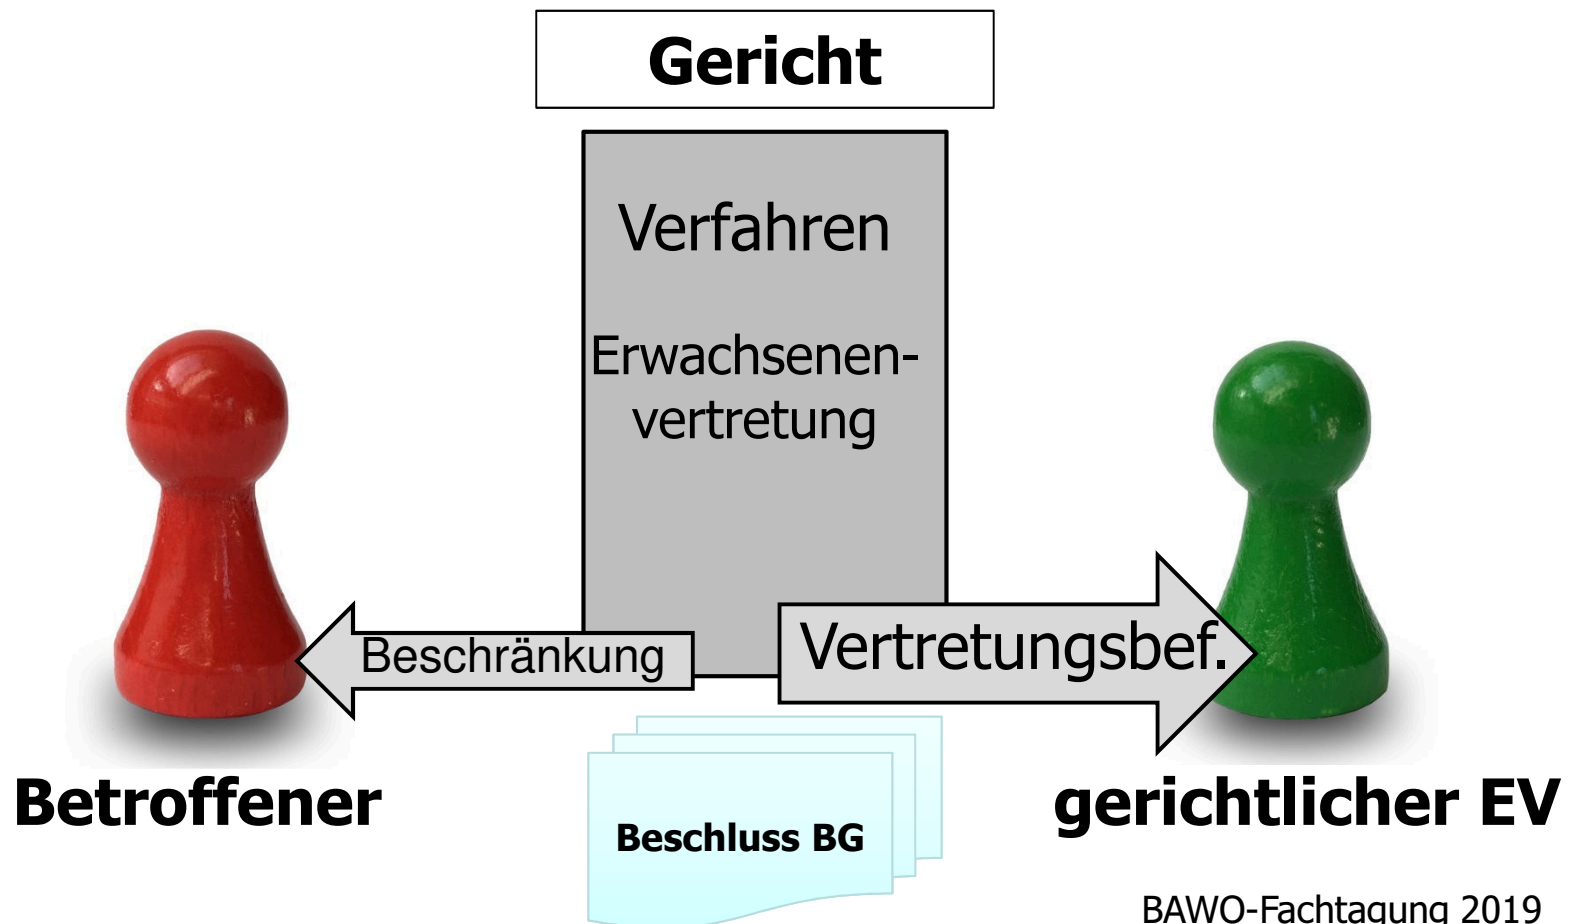 Gericht
Verfahren
Erwachsenen-
vertretung
Beschränkung
Vertretungsbef.
Betroffener
gerichtlicher EV
Beschluss BG
BAWO-Fachtagung 2019